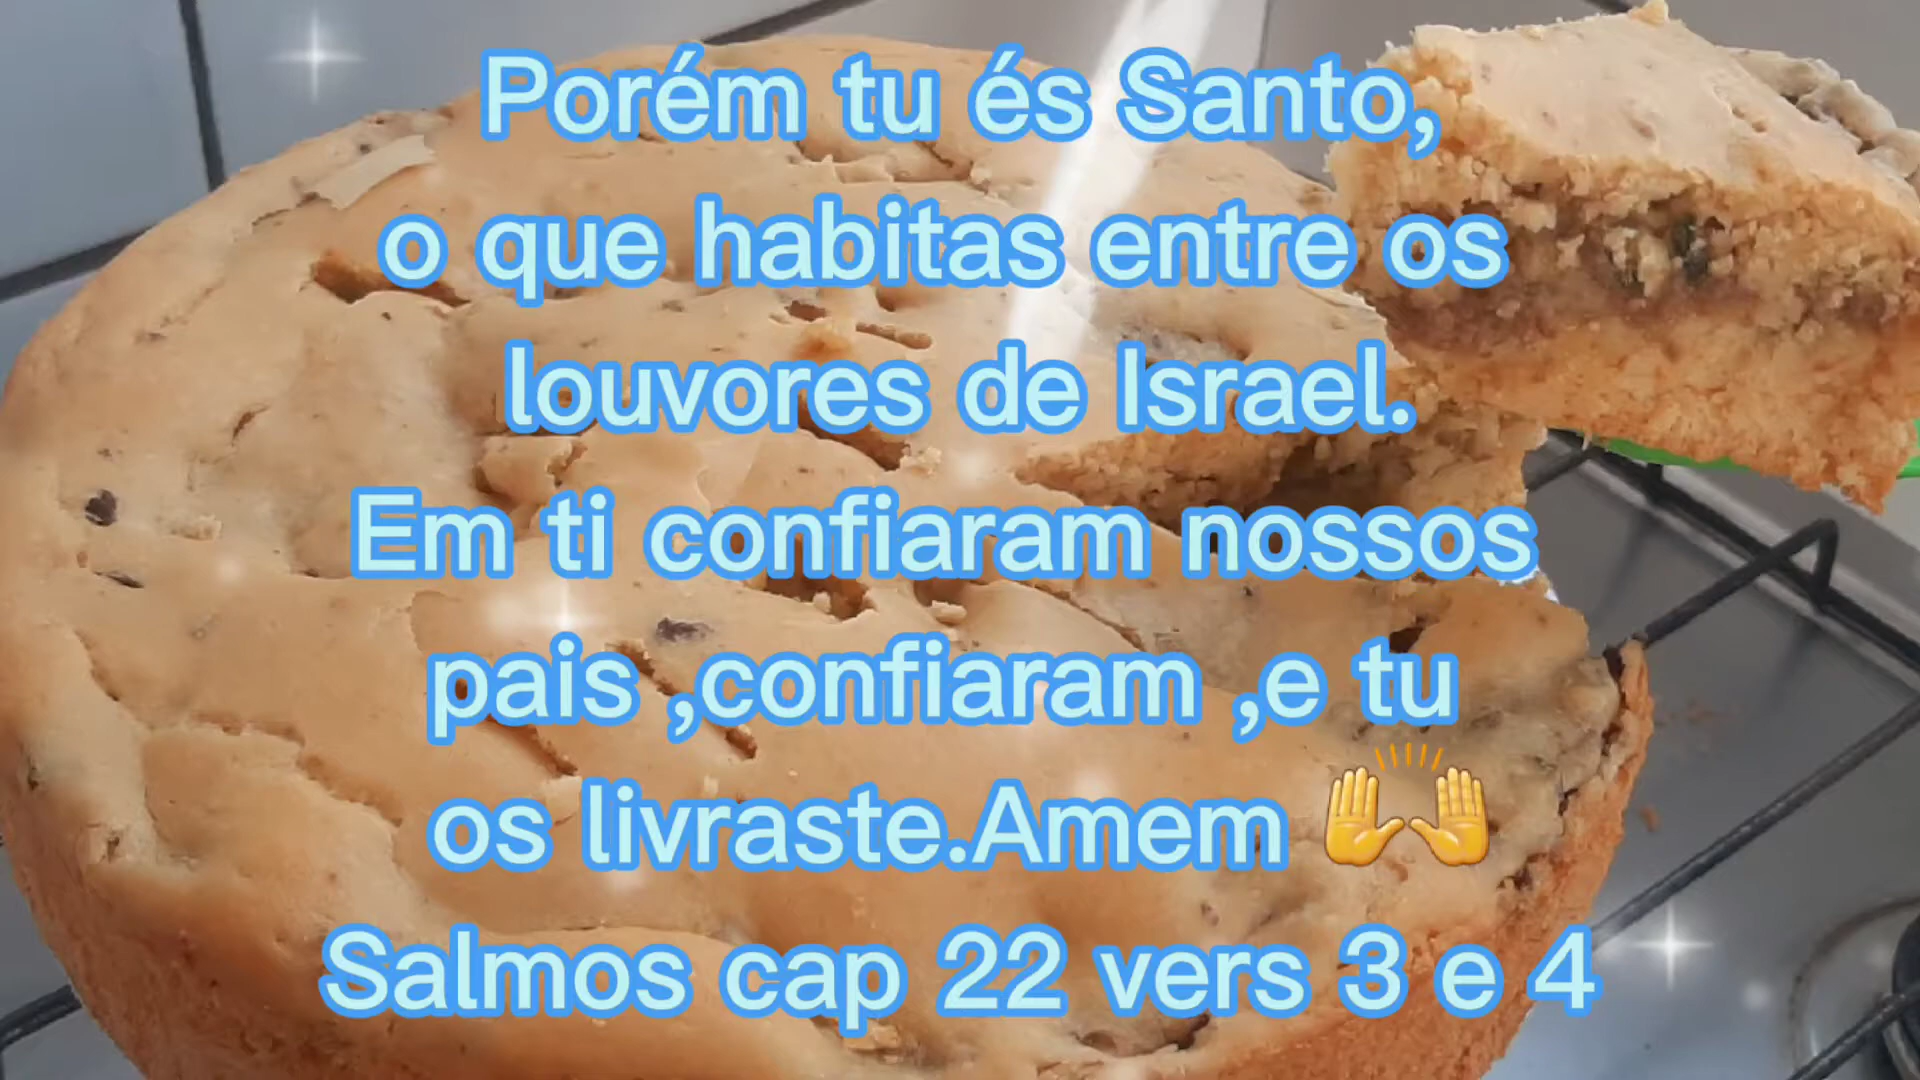 Porém tu és Santo,
o que habitas entre os
louvores de Israel.
Em ti confiaram nossos
pais ,confiaram ,e tu
os livraste.Amem 🙌
Salmos cap 22 vers 3 e 4